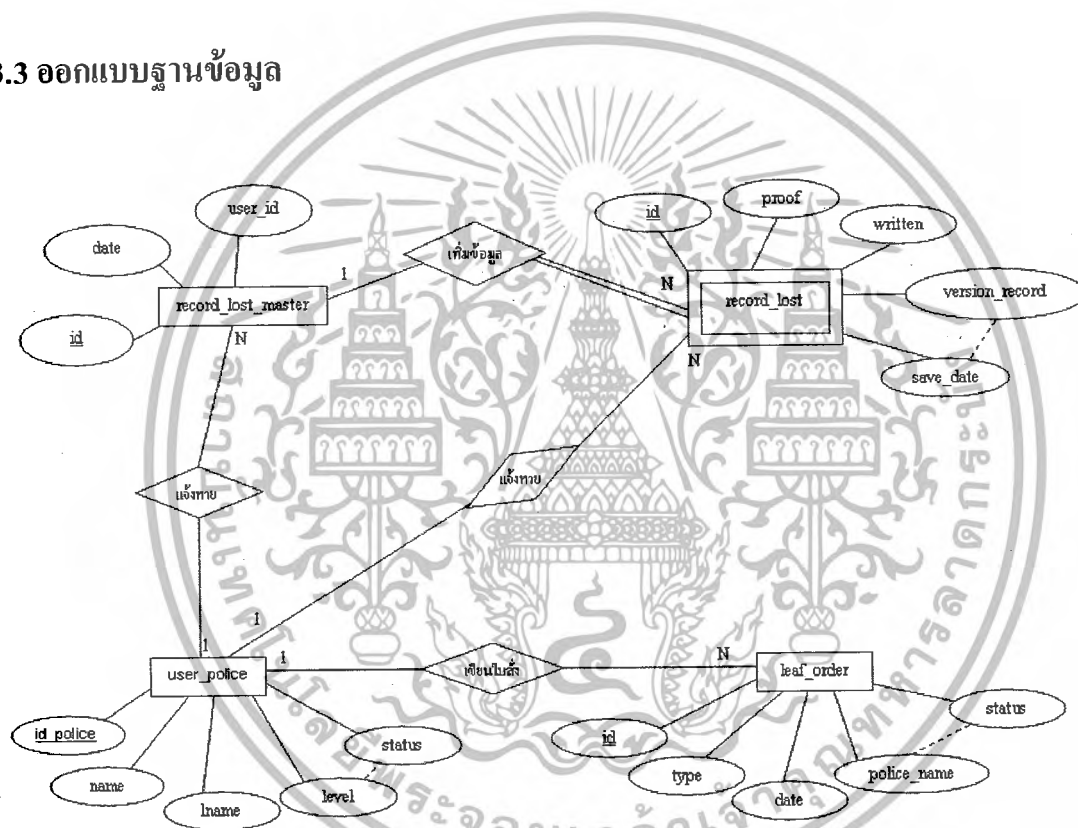 3.3 ออกแบบฐานข้อมูล
user_id
date
id
record_lost_master
1
N
เพิ่มข้อมูล
id
proof
written
version_record
save_date
record_lost
N
N
แจ้งหาย
แจ้งหาย
1
1
user_police
1
เขียนใบสั่ง
N
leaf_order
id_police
name
lname
level
status
id
type
date
police_name
status